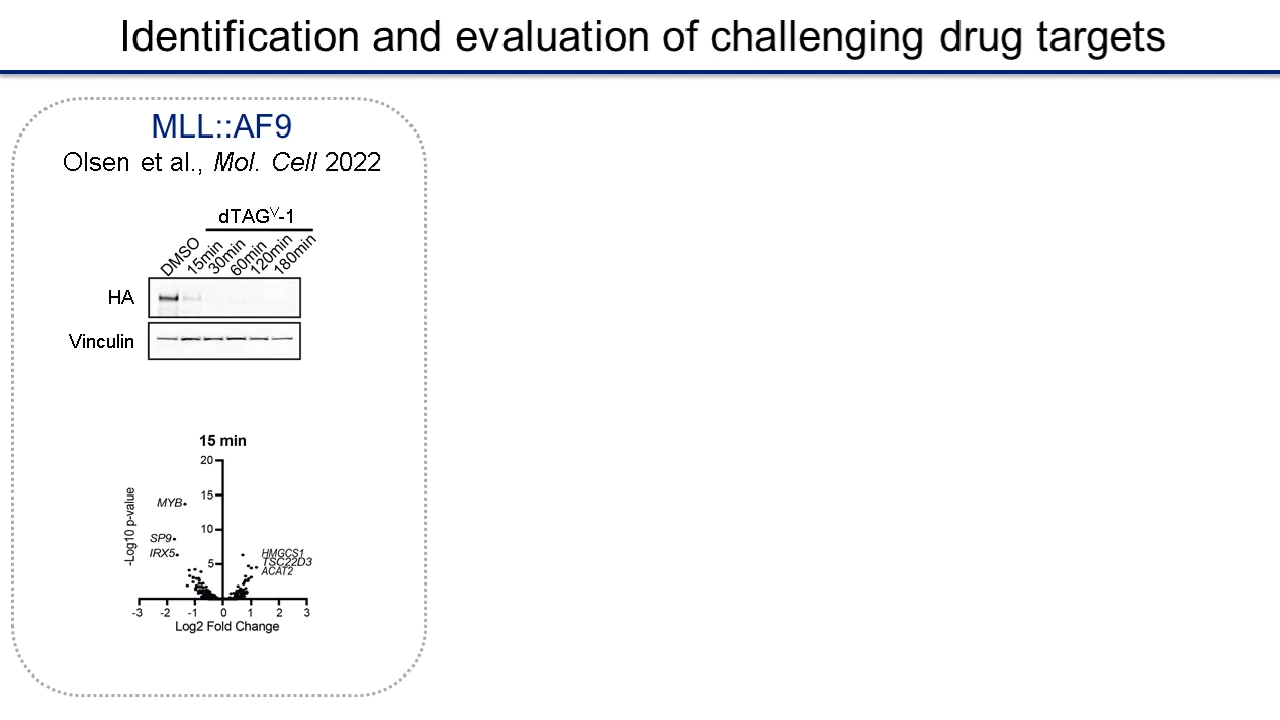 Identification and evaluation of challenging drug targets
MLL::AF9
Olsen et al., Mol. Cell 2022
dTAGV-1
DMSO
15min
30min
60min
120min
180min
HA
Vinculin
15 min
-Log10 p-value
20
15
10
5
MYB
SP9
IRX5
HMGCS1
TSC22D3
ACAT2
-3 -2 -1 0 1 2 3
Log2 Fold Change